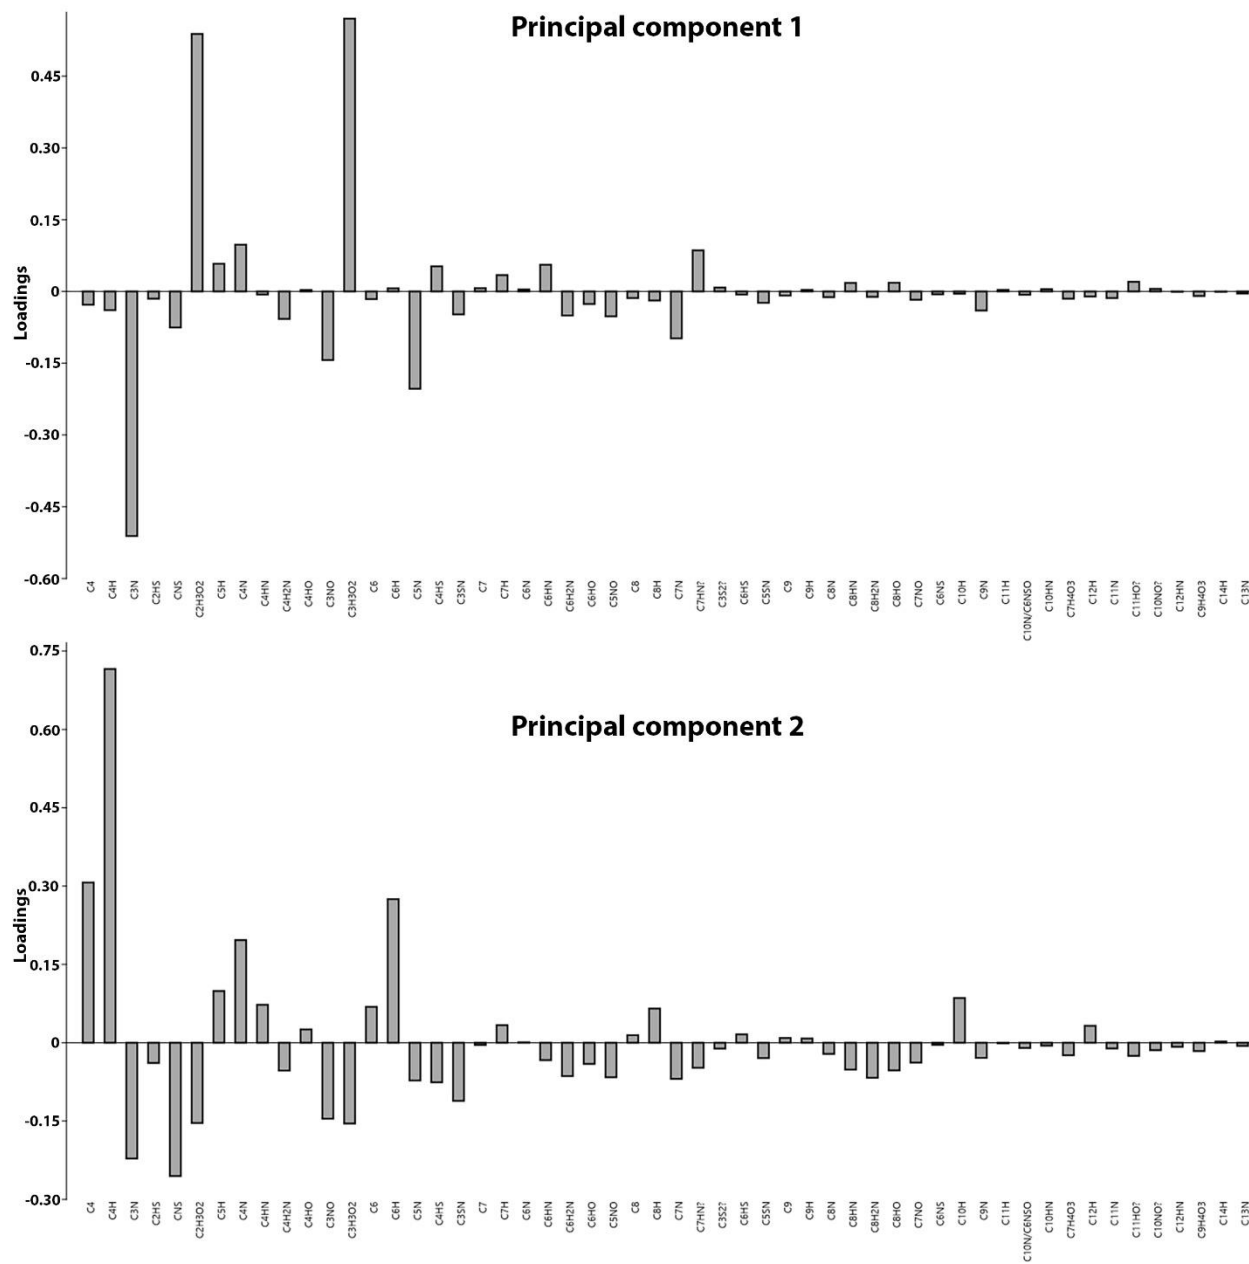 Principal component 1
Loadings
0.45
0.30
0.15
0
-0.15
-0.30
-0.45
-0.60
C4
C4H
C3N
C2HS
CNS
C2H3O2
C5H
C4N
C4HN
C4H2N
C4HO
C3NO
C3H3O2
C6
C6H
C5N
C4HS
C3SN
C7
C7H
C6N
C6HN
C6H2N
C6HO
C5NO
C8
C8H
C7N
C7HN?
C3S2?
C6HS
C5SN
C9
C9H
C8N
C8HN
C8H2N
C8HO
C7NO
C6NS
C10H
C9N
C11H
C10N/C6NSO
C10HN
C7H4O3
C12H
C11N
C11HO?
C10NO?
C12HN
C9H4O3
C14H
C13N
Principal component 2
Loadings
0.75
0.60
0.45
0.30
0.15
0
-0.15
-0.30
C4
C4H
C3N
C2HS
CNS
C2H3O2
C5H
C4N
C4HN
C4H2N
C4HO
C3NO
C3H3O2
C6
C6H
C5N
C4HS
C3SN
C7
C7H
C6N
C6HN
C6H2N
C6HO
C5NO
C8
C8H
C7N
C7HN?
C3S2?
C6HS
C5SN
C9
C9H
C8N
C8HN
C8H2N
C8HO
C7NO
C6NS
C10H
C9N
C11H
C10N/C6NSO
C10HN
C7H4O3
C12H
C11N
C11HO?
C10NO?
C12HN
C9H4O3
C14H
C13N